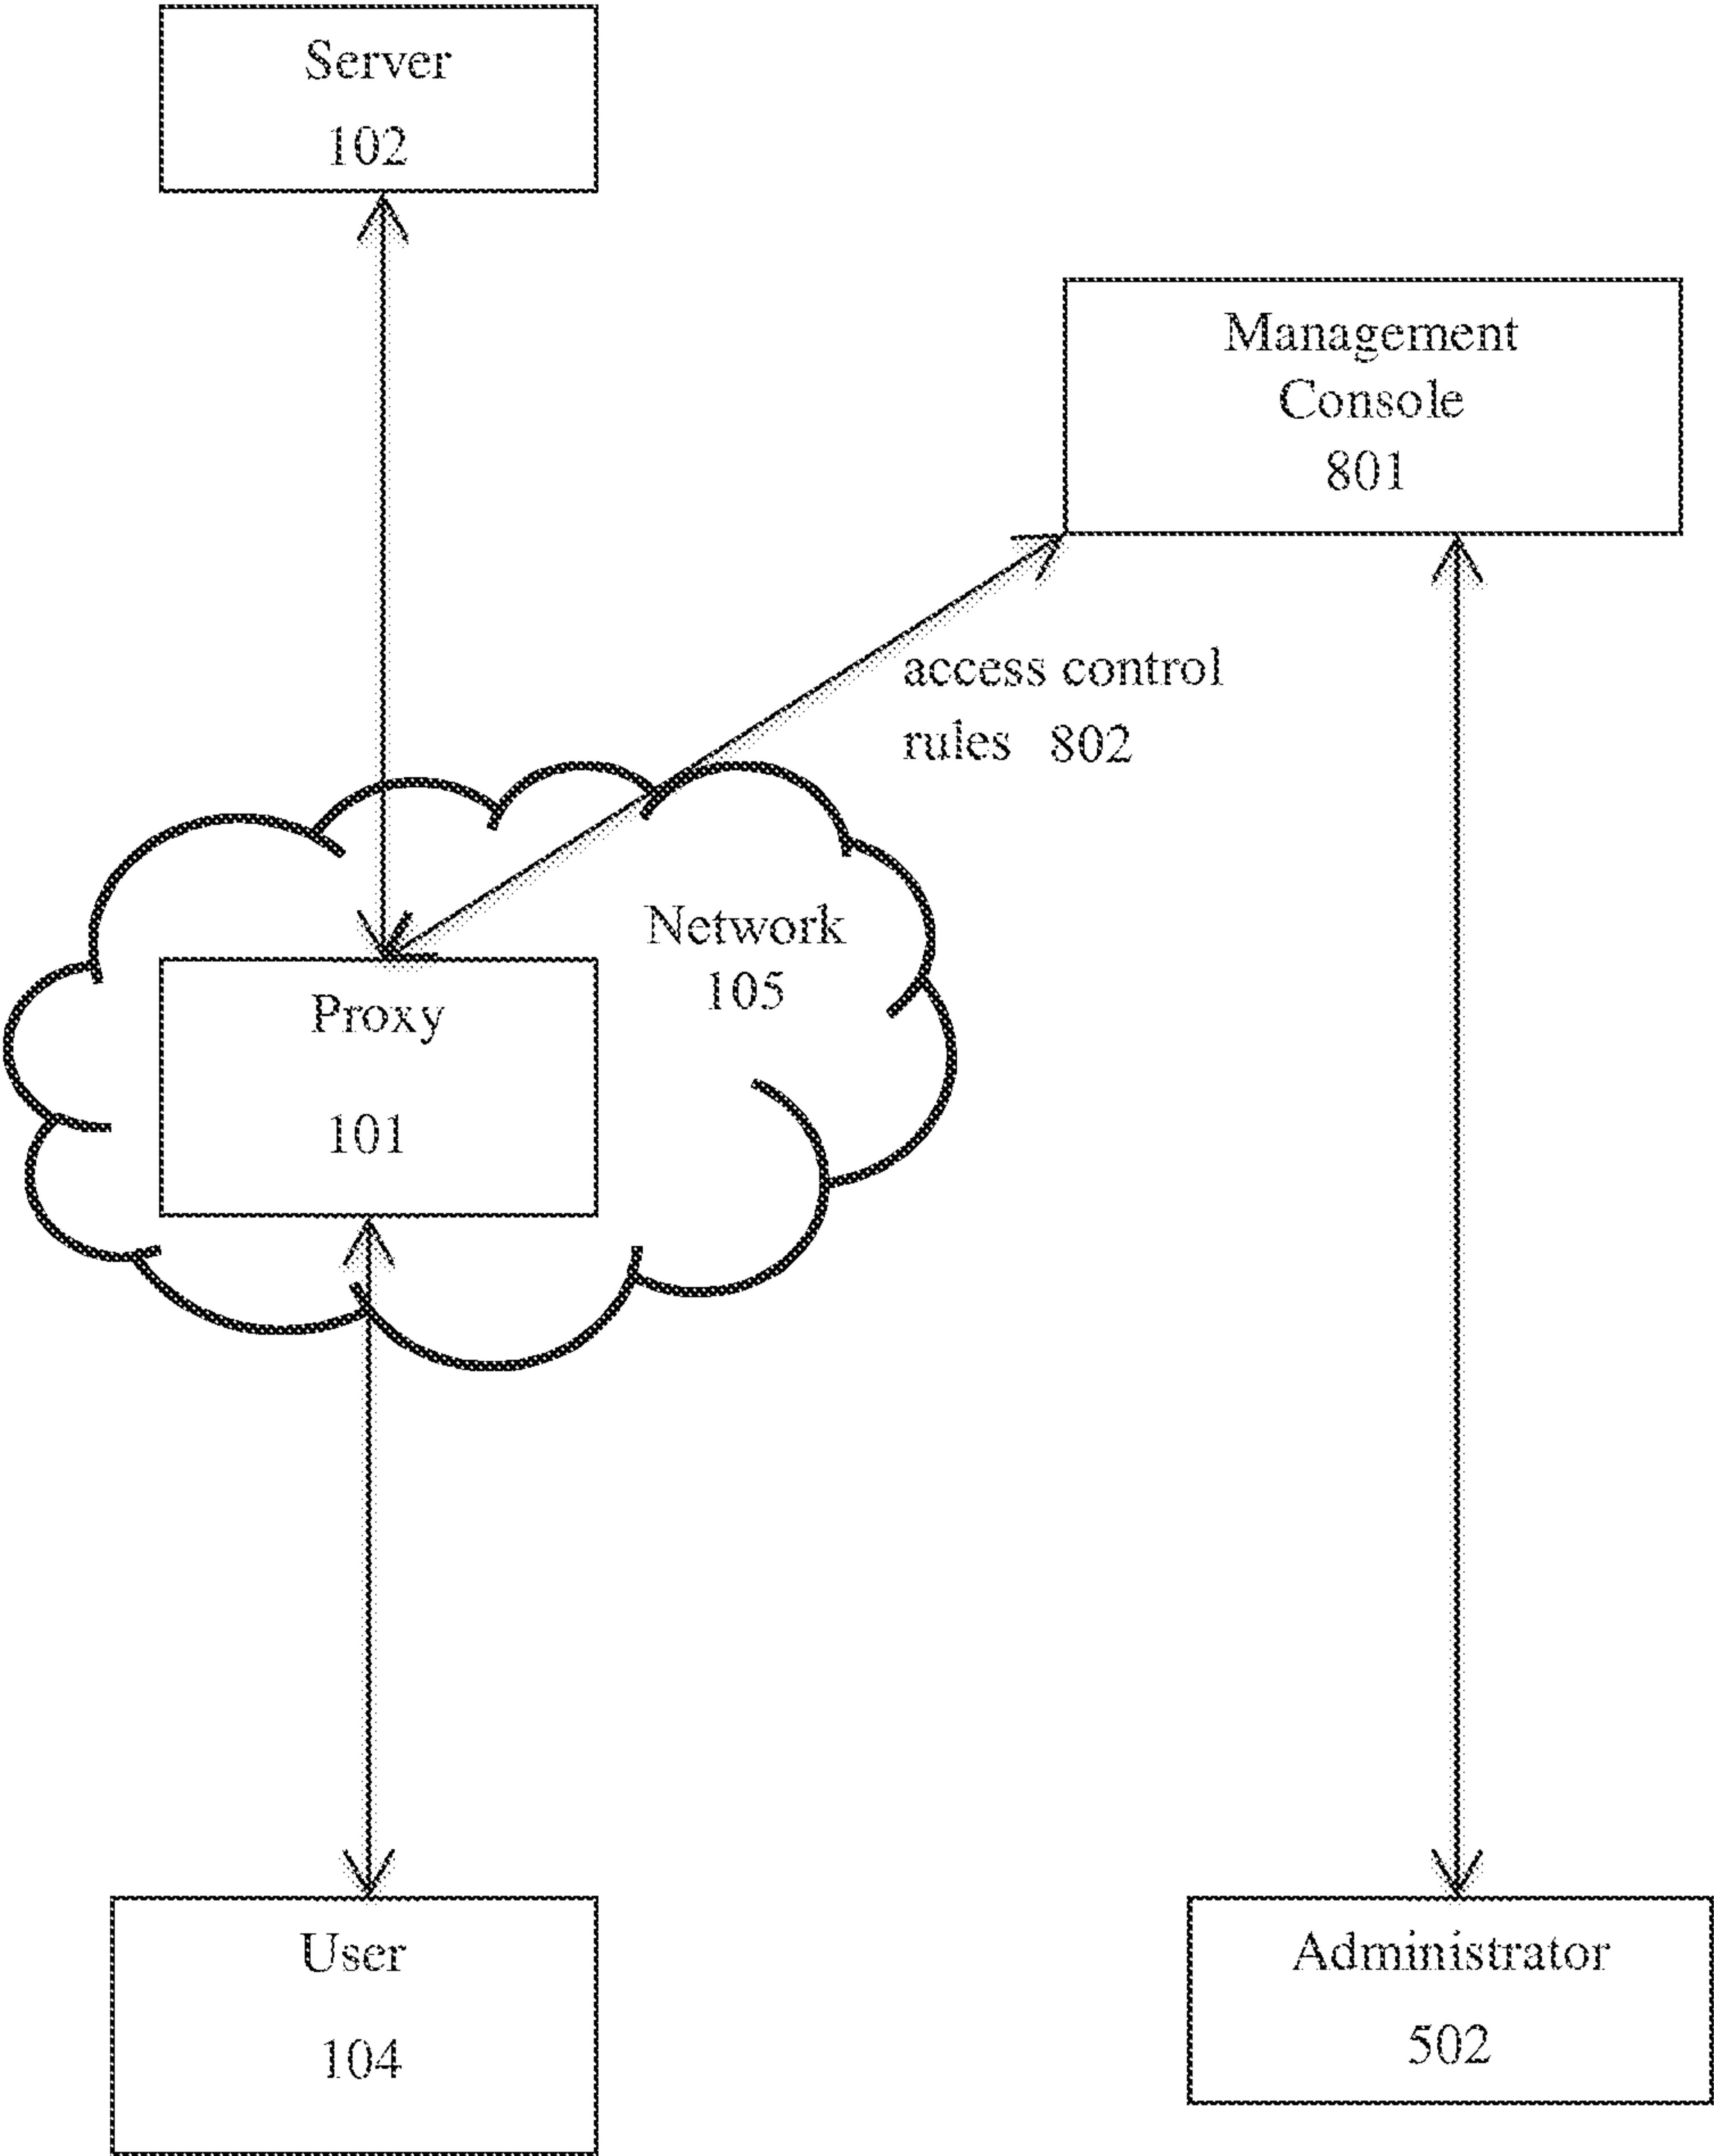 Server
102
Management
Console
801
access control
rules 802
Network
105
Proxy
101
User
104
Administrator
502